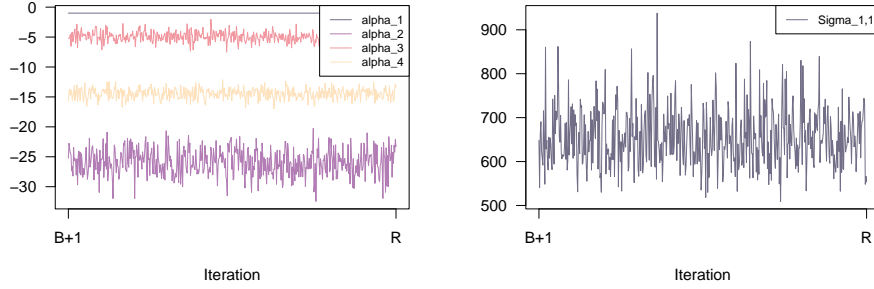 0
−5
−10
−15
−20
−25
−30
alpha_1
alpha_2
alpha_3
alpha_4
B+1
R
Iteration
900
800
700
600
500
Sigma_1,1
B+1
R
Iteration